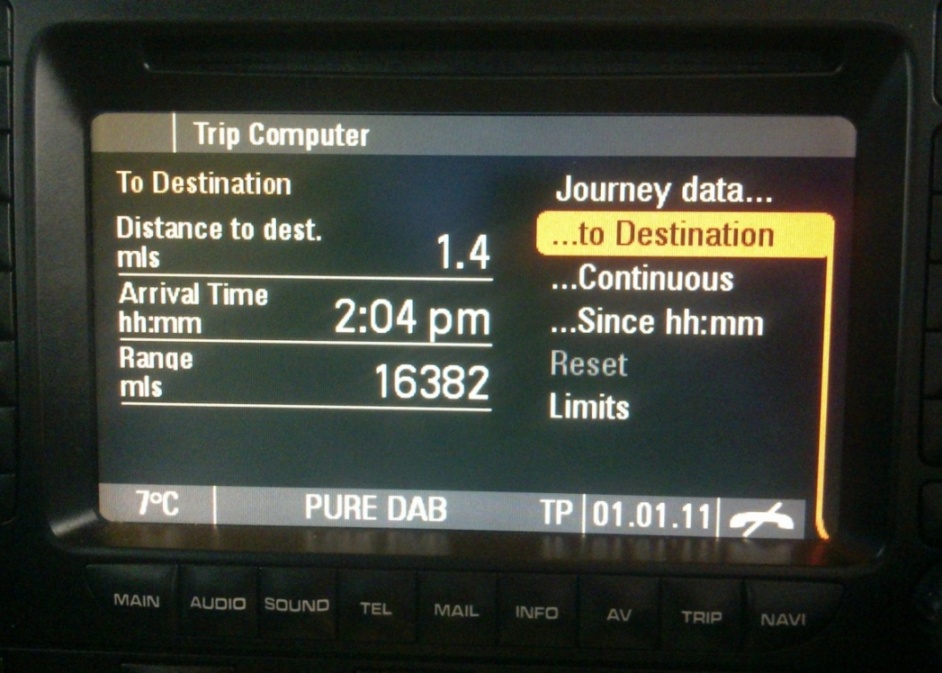 Trip Computer
To Destination
Distance to dest.
mls
1.4
Arrival Time
hh:mm
2:04 pm
Range
mls
16382
Journey data...
...to Destination
...Continuous
...Since hh:mm
Reset
Limits
7°C PURE DAB TP 01.01.11
MAIN AUDIO SOUND TEL MAIL INFO AV TRIP NAVI